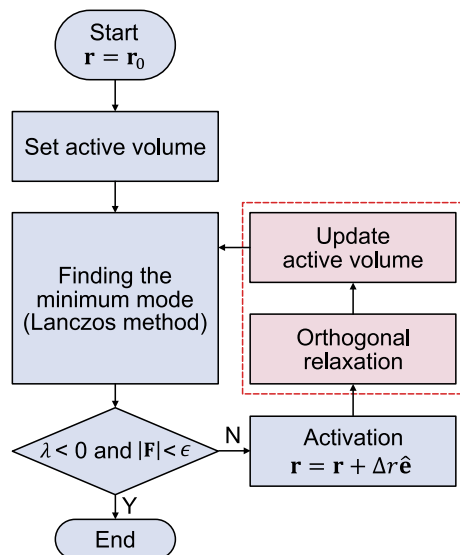 Start
𝐫 = 𝐫₀
Set active volume
Finding the
minimum mode
(Lanczos method)
λ < 0 and |𝐅| < ϵ
Y
End
N
Activation
𝐫 = 𝐫 + Δ𝑟𝐞̂
Orthogonal
relaxation
Update
active volume